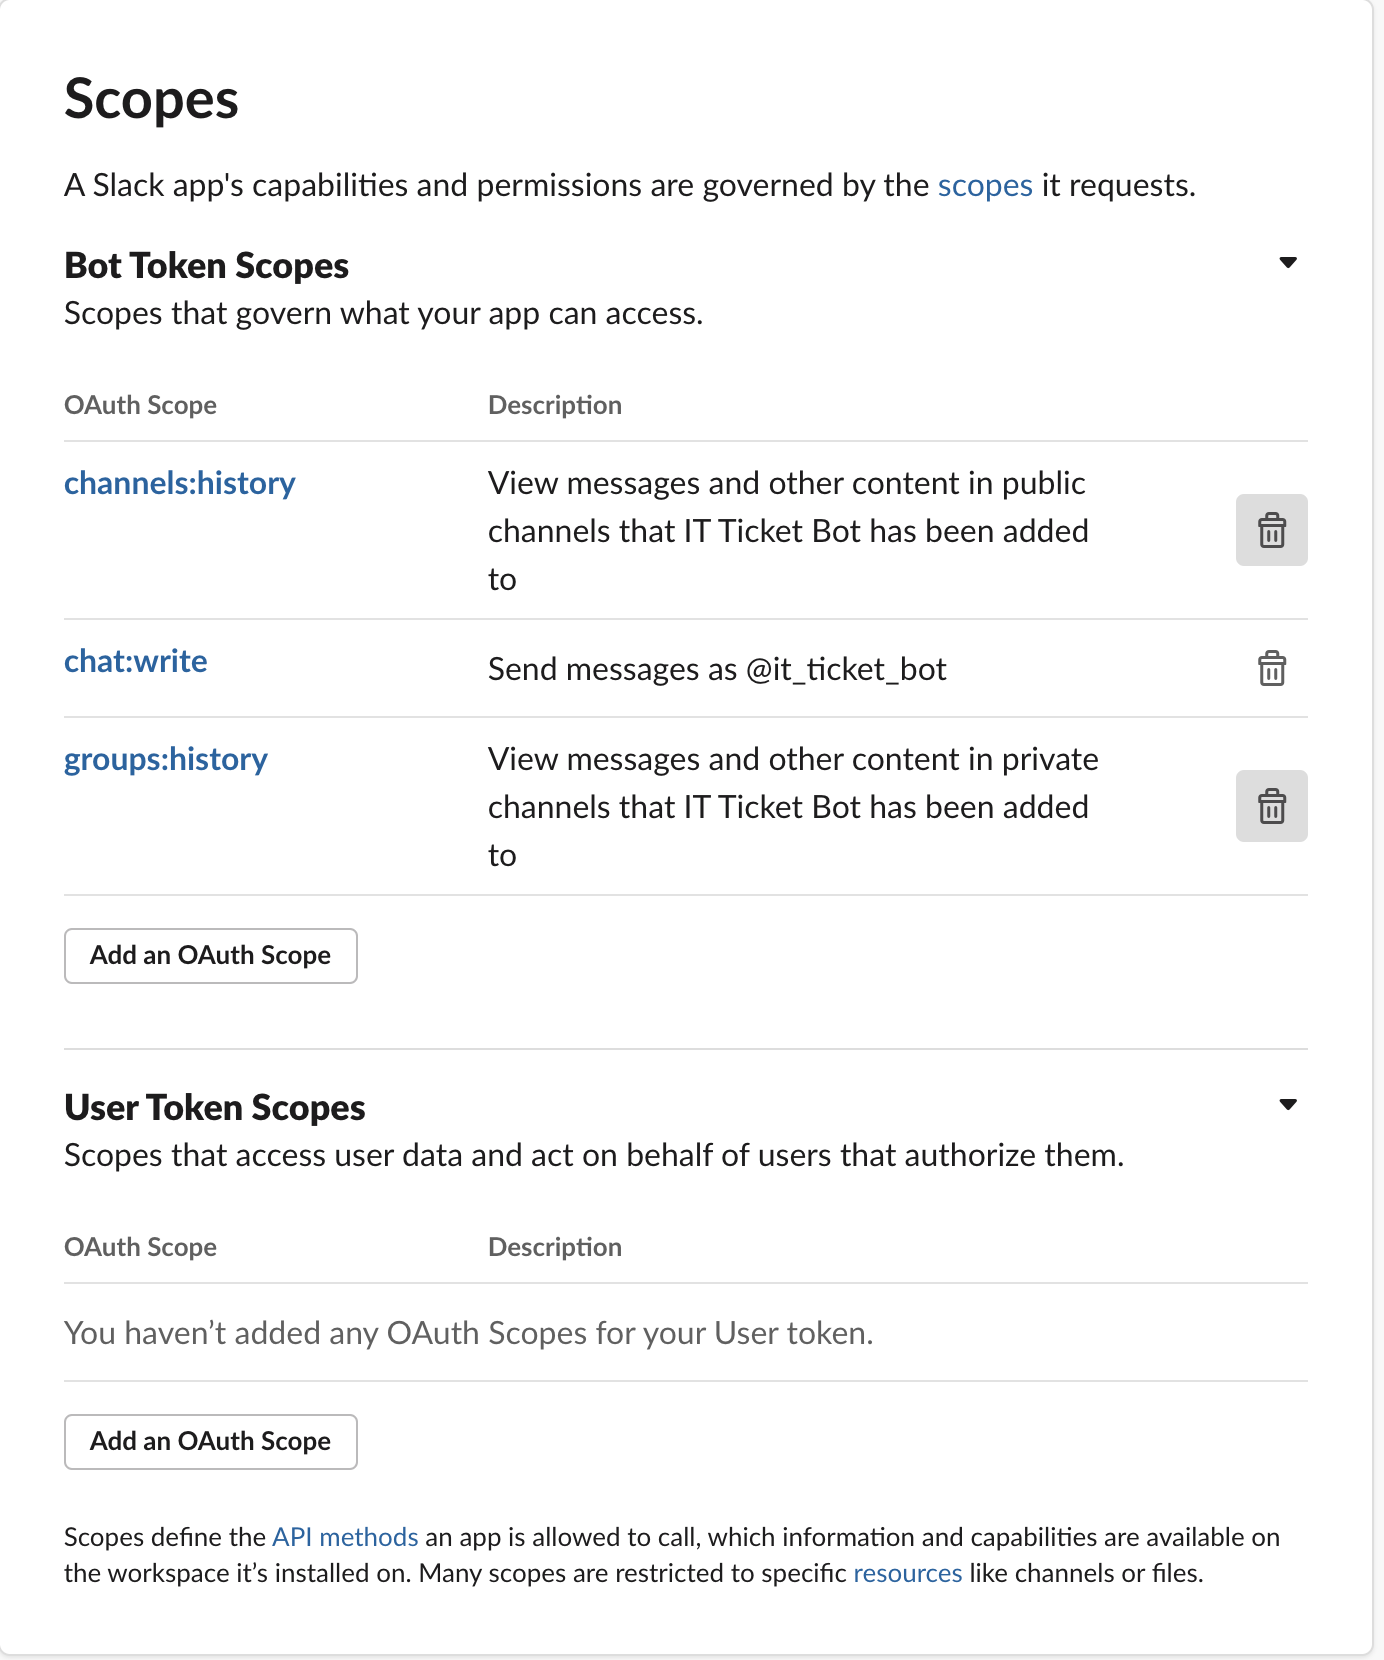 Scopes
A Slack app's capabilities and permissions are governed by the scopes it requests.
Bot Token Scopes
Scopes that govern what your app can access.
OAuth Scope Description
channels:history View messages and other content in public
channels that IT Ticket Bot has been added
to
chat:write Send messages as @it_ticket_bot
groups:history View messages and other content in private
channels that IT Ticket Bot has been added
to
Add an OAuth Scope
User Token Scopes
Scopes that access user data and act on behalf of users that authorize them.
OAuth Scope Description
You haven’t added any OAuth Scopes for your User token.
Add an OAuth Scope
Scopes define the API methods an app is allowed to call, which information and capabilities are available on
the workspace it’s installed on. Many scopes are restricted to specific resources like channels or files.